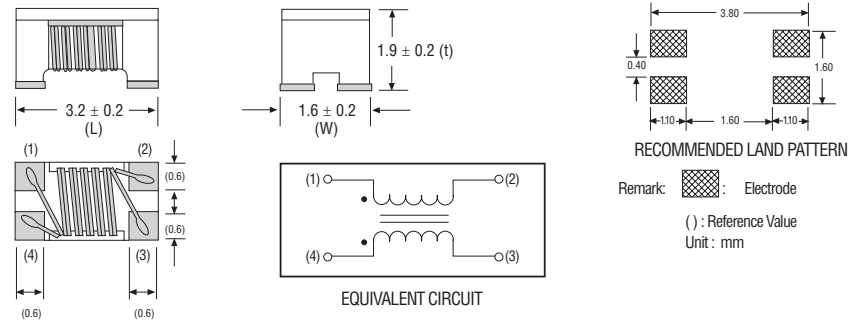 1.9 ± 0.2 (t)
3.2 ± 0.2
(L)
1.6 ± 0.2
(W)
(1)
(2)
(0.6)
(0.6)
(4)
(3)
(0.6)
(0.6)
(1)
(2)
(4)
(3)
EQUIVALENT CIRCUIT
3.80
0.40
1.60
1.10
1.60
1.10
RECOMMENDED LAND PATTERN
Remark: : Electrode
( ) : Reference Value
Unit : mm